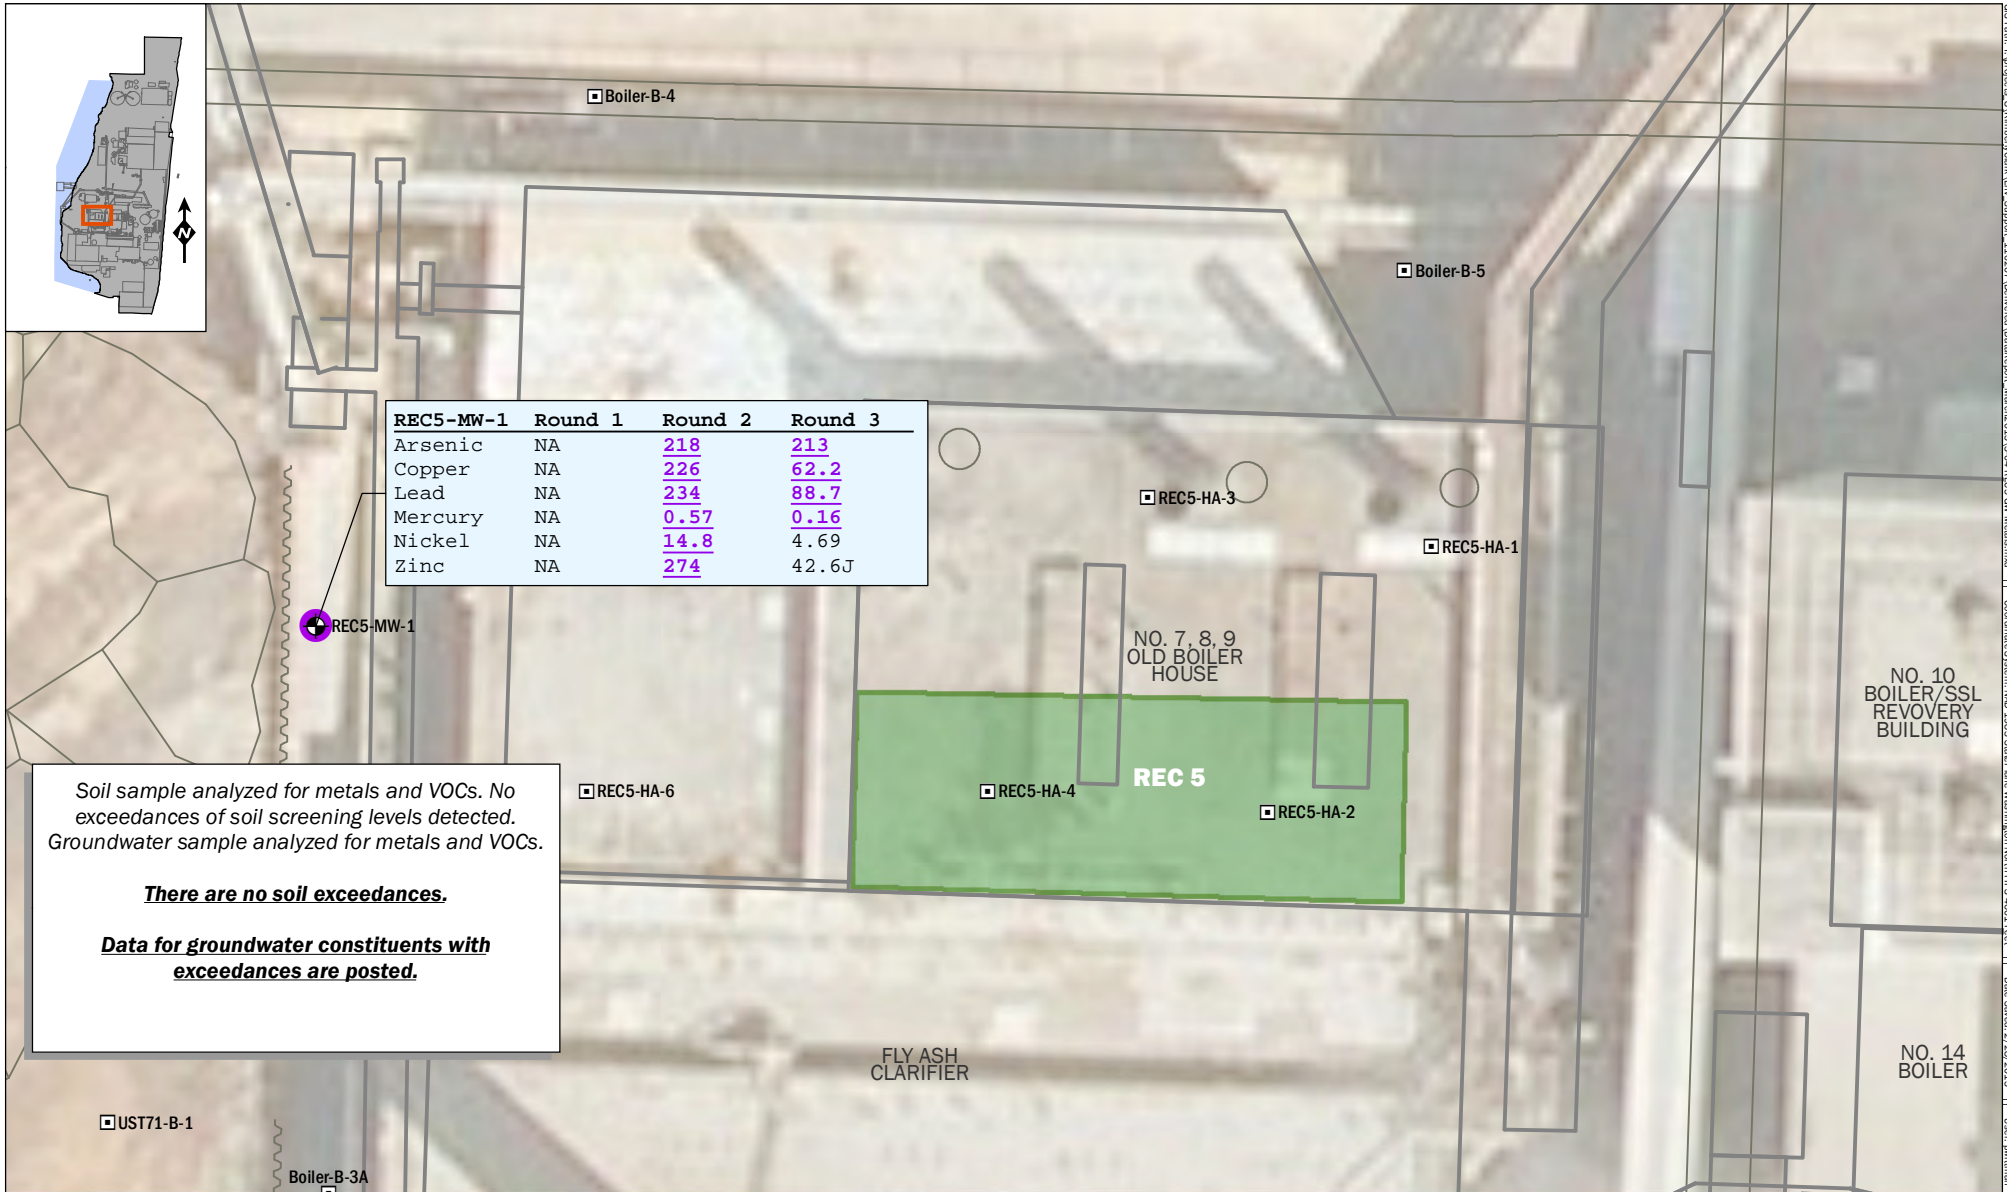 N
Boiler-B-4
Boiler-B-5
REC5-MW-1 Round 1 Round 2 Round 3
Arsenic NA 218 213
Copper NA 226 62.2
Lead NA 234 88.7
Mercury NA 0.57 0.16
Nickel NA 14.8 4.69
Zinc NA 274 42.6J
REC5-HA-3
REC5-HA-1
REC5-MW-1
NO. 7, 8, 9
OLD BOILER
HOUSE
NO. 10
BOILER/SSL
REVOVERY
BUILDING
REC 5
REC5-HA-6
REC5-HA-4
REC5-HA-2
Soil sample analyzed for metals and VOCs. No
exceedances of soil screening levels detected.
Groundwater sample analyzed for metals and VOCs.
There are no soil exceedances.
Data for groundwater constituents with
exceedances are posted.
FLY ASH
CLARIFIER
NO. 14
BOILER
UST71-B-1
Boiler-B-3A